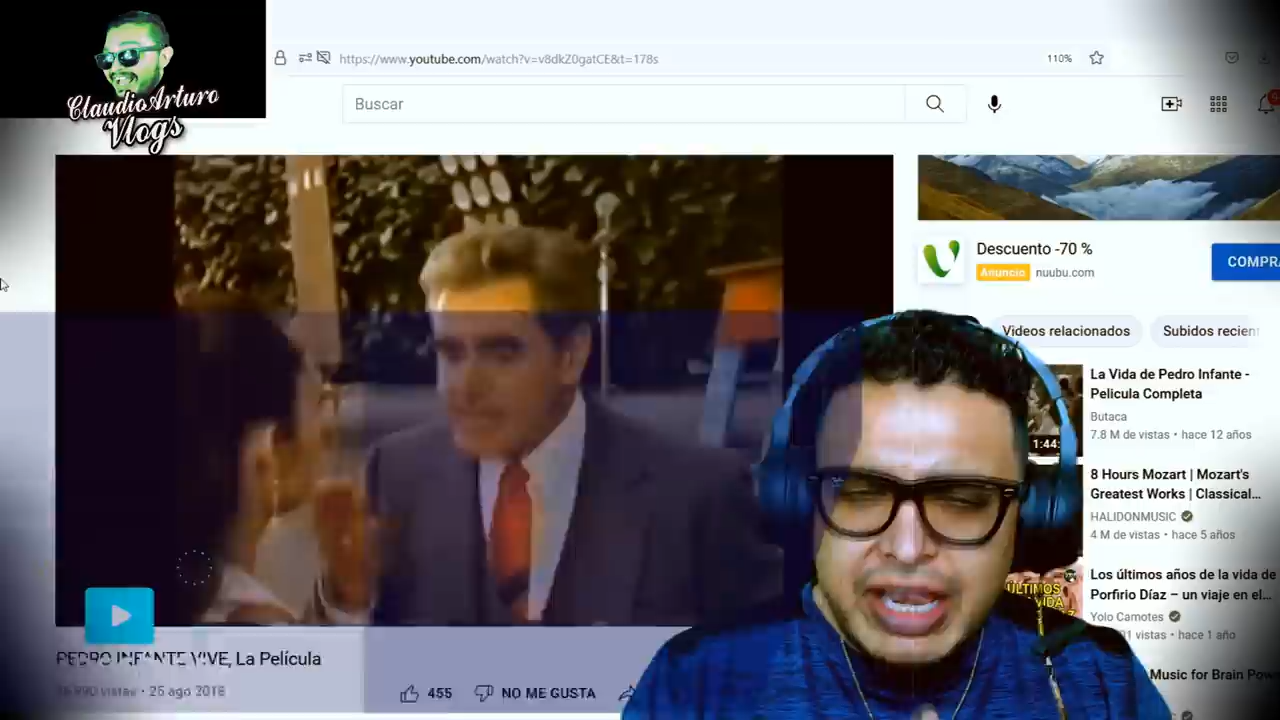 ClaudioArturo
Vlogs
https://www.youtube.com/watch?v=v8dkZ0gatCE&t=178s
110%
Buscar
Descuento -70 %
Anuncio nuubu.com
COMPRA
Videos relacionados
Subidos recien
La Vida de Pedro Infante -
Pelicula Completa
Butaca
7.8 M de vistas • hace 12 años
1:44:
8 Hours Mozart | Mozart's
Greatest Works | Classical...
HALIDONMUSIC
4 M de vistas • hace 5 años
Los últimos años de la vida de
Porfirio Díaz – un viaje en el...
Yolo Camotes
vistas • hace 1 año
ÚLTIMOS
VIDA
Music for Brain Pow
PEDRO INFANTE VIVE, La Película
vistas • 25 ago 2018
455
NO ME GUSTA